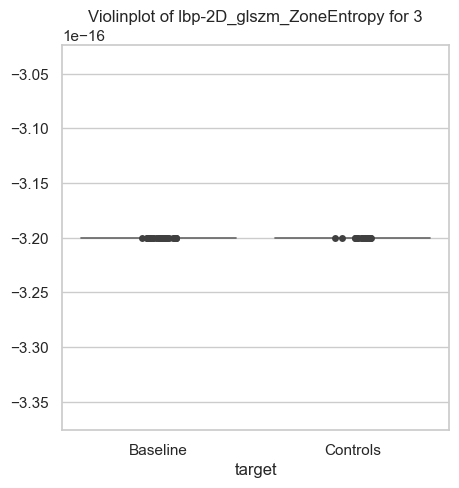 Violinplot of lbp-2D_glszm_ZoneEntropy for 3
1e−16
−3.05
−3.10
−3.15
−3.20
−3.25
−3.30
−3.35
Baseline Controls
target